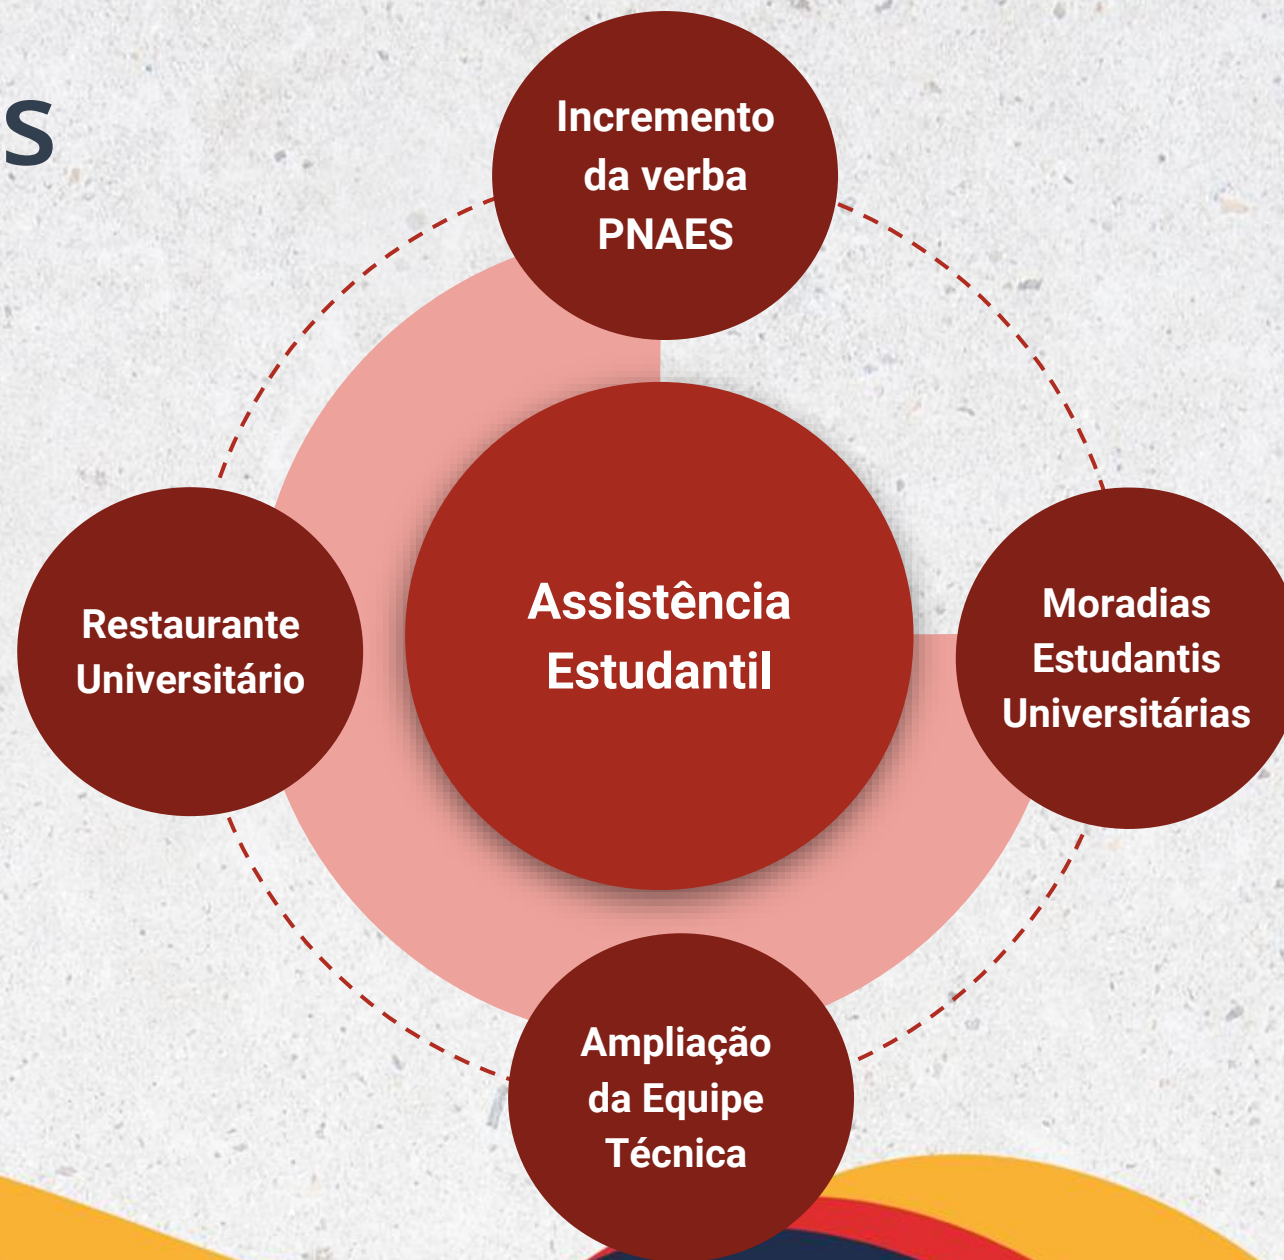 Incremento
da verba
PNAES
Restaurante
Universitário
Assistência
Estudantil
Moradias
Estudantis
Universitárias
Ampliação
da Equipe
Técnica